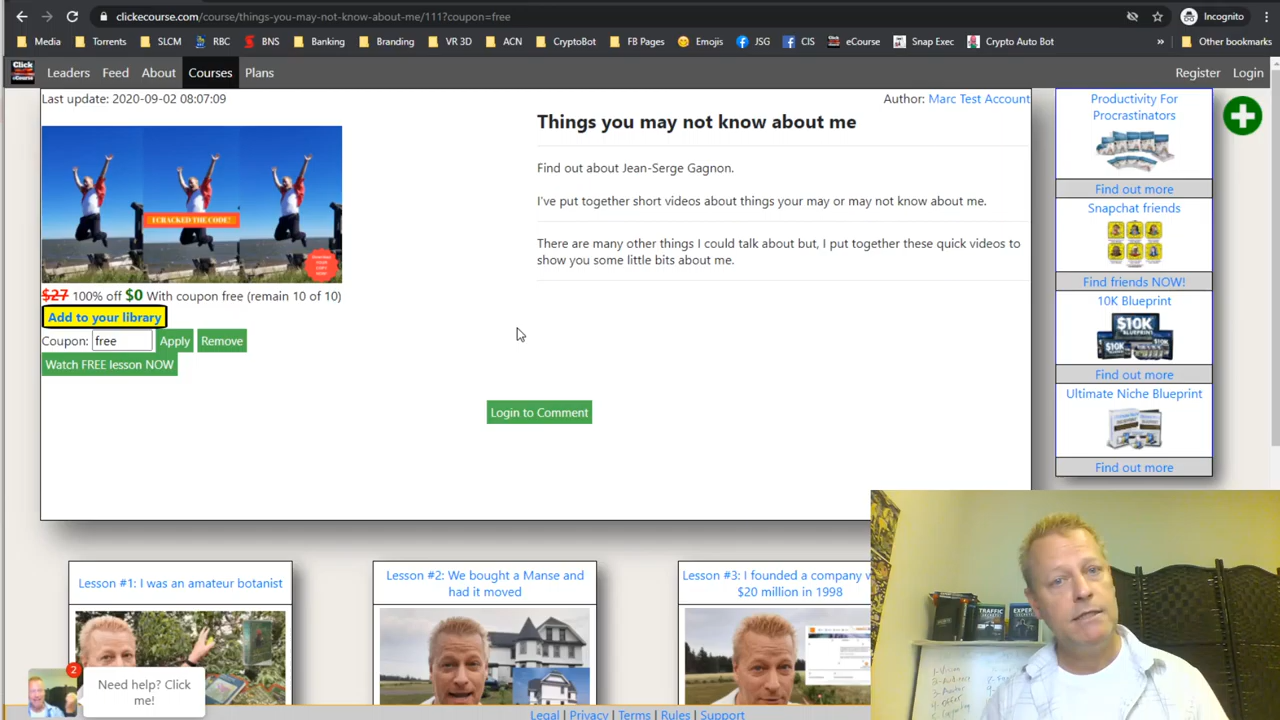 clickecourse.com/course/things-you-may-not-know-about-me/111?coupon=free
Incognito
Media Torrents SLCM RBC BNS Banking Branding VR 3D ACN CryptoBot FB Pages Emojis JSG CIS eCourse Snap Exec Crypto Auto Bot » Other bookmarks
Click
Leaders Feed About Courses Plans Register Login
Last update: 2020-09-02 08:07:09
Author: Marc Test Account
I CRACKED THE CODE!
$27 100% off $0 With coupon free (remain 10 of 10)
Add to your library
Coupon: free Apply Remove
Watch FREE lesson NOW
Things you may not know about me
Find out about Jean-Serge Gagnon.
I've put together short videos about things your may or may not know about me.
There are many other things I could talk about but, I put together these quick videos to
show you some little bits about me.
Login to Comment
Productivity For
Procrastinators
Find out more
Snapchat friends
Find friends NOW!
10K Blueprint
$10K
Find out more
Ultimate Niche Blueprint
Find out more
Lesson #1: I was an amateur botanist
Lesson #2: We bought a Manse and
had it moved
Lesson #3: I founded a company w
$20 million in 1998
TRAFFIC
SECRETS
EXPER
SECRETS
2
Need help? Click
me!
Legal | Privacy | Terms | Rules | Support